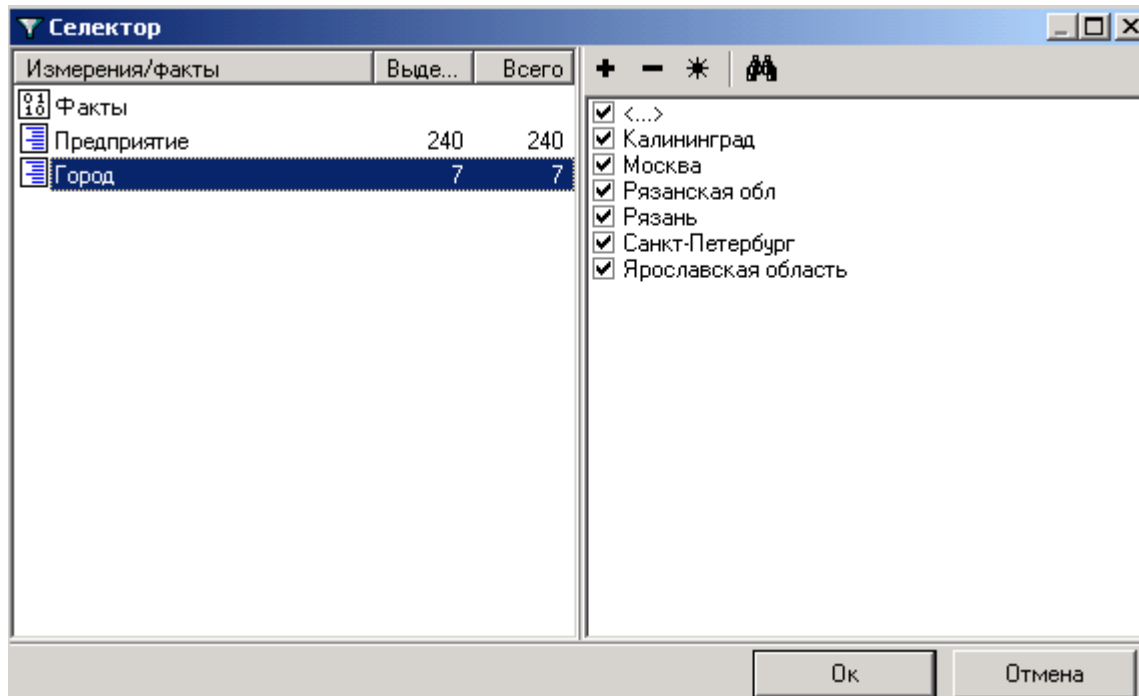 Селектор
Измерения/факты Выде... Всего
Факты
Предприятие 240 240
Город 7 7
<...>
Калининград
Москва
Рязанская обл
Рязань
Санкт-Петербург
Ярославская область
Ок Отмена